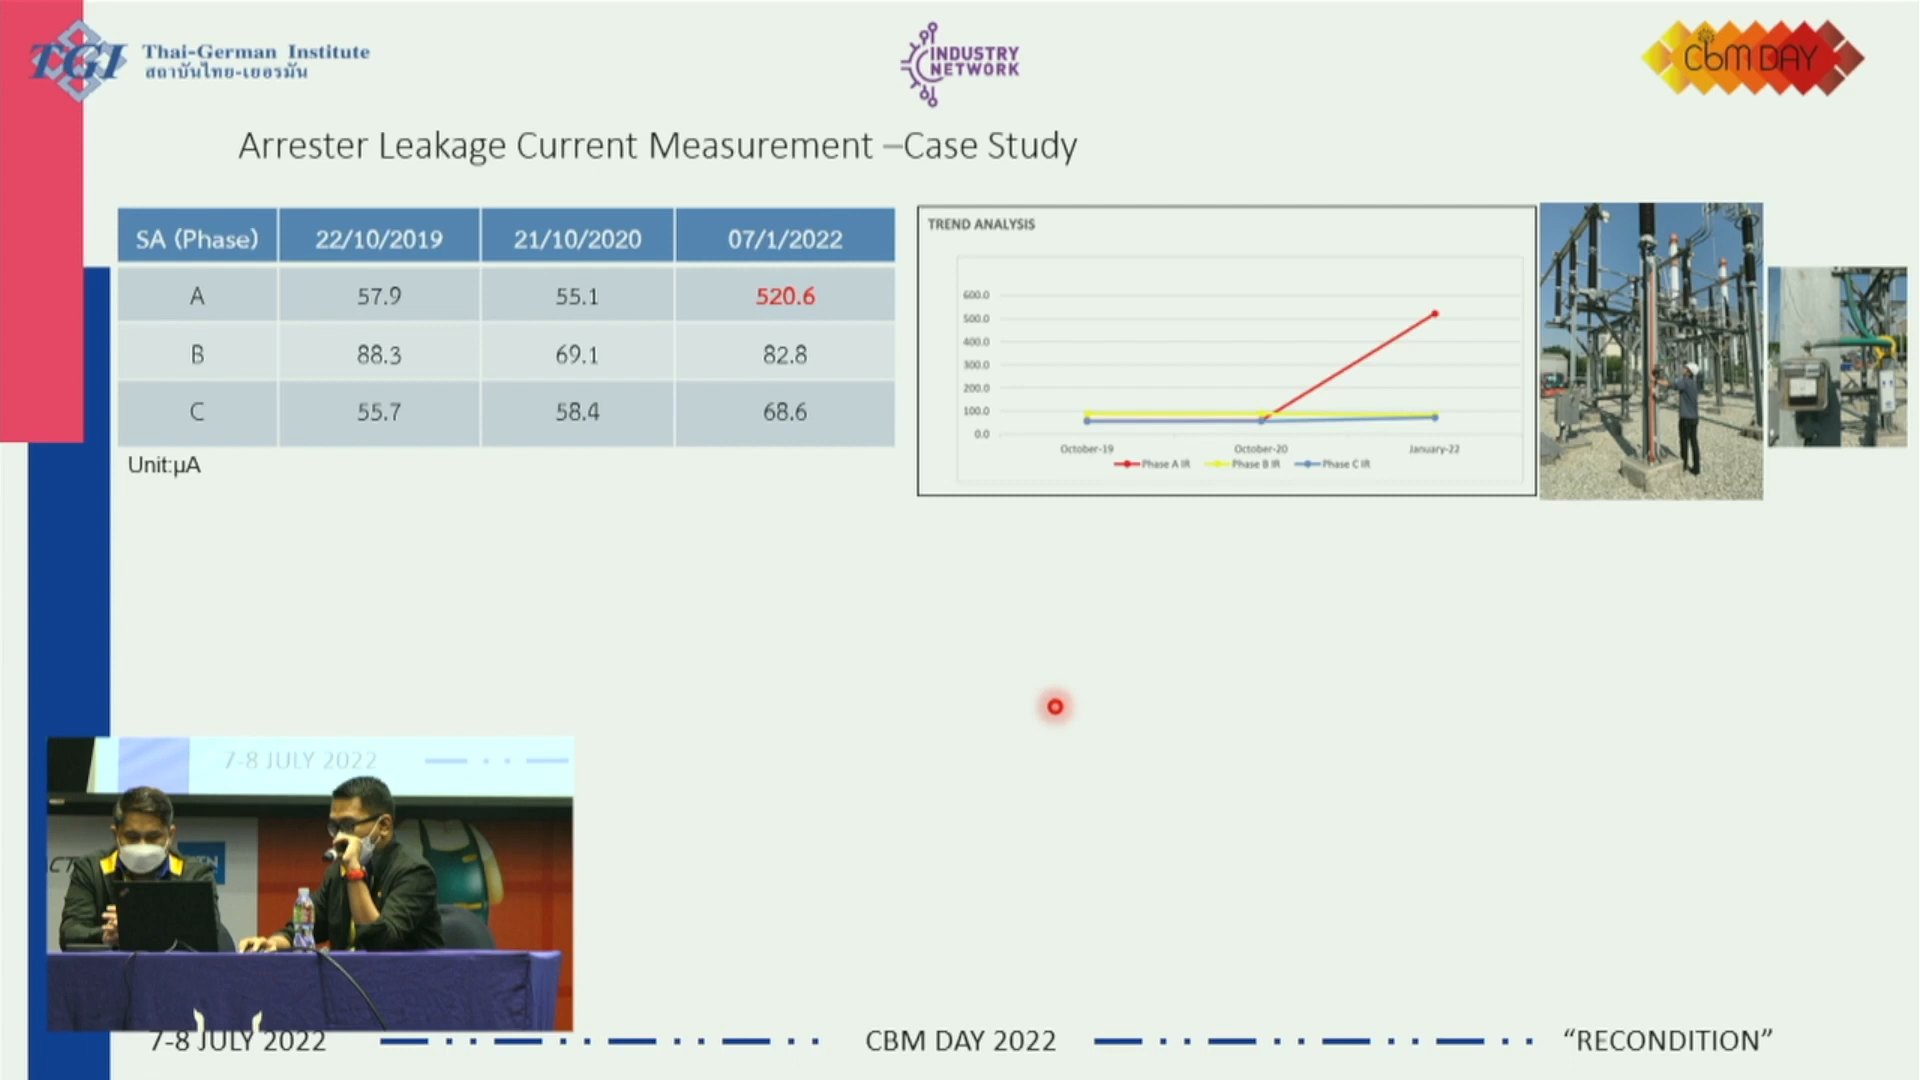 TGI Thai-German Institute
สถาบันไทย-เยอรมัน
INDUSTRY
NETWORK
CbM DAY
Arrester Leakage Current Measurement –Case Study
SA (Phase) 22/10/2019 21/10/2020 07/1/2022
A 57.9 55.1 520.6
B 88.3 69.1 82.8
C 55.7 58.4 68.6
Unit:µA
TREND ANALYSIS
600.0
500.0
400.0
300.0
200.0
100.0
0.0
October-19 October-20 January-22
Phase A IR Phase B IR Phase C IR
7-8 JULY 2022
7-8 JULY 2022 CBM DAY 2022 “RECONDITION”